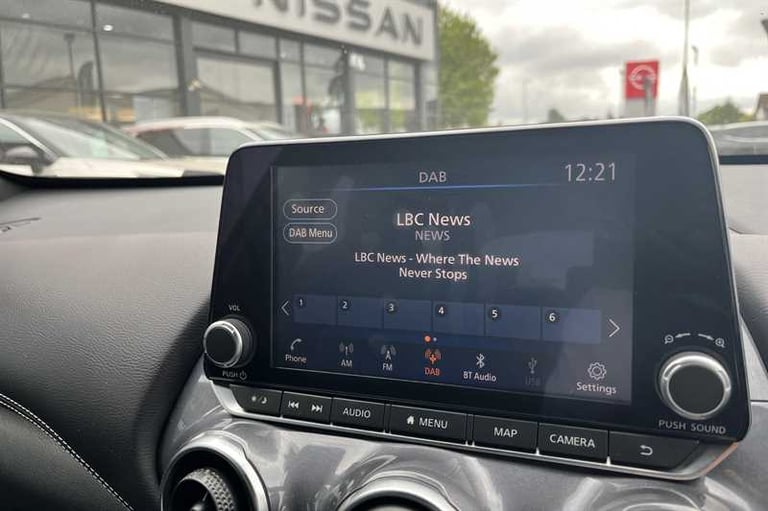 NISSAN
DAB
12:21
Source
LBC News
NEWS
DAB Menu
LBC News - Where The News
Never Stops
1 2 3 4 5 6
Phone
AM
FM
DAB
BT Audio
USB
Settings
VOL
PUSH
PUSH SOUND
AUDIO
MENU
MAP
CAMERA